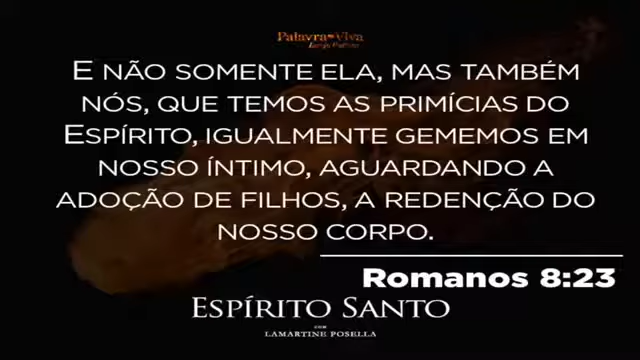 Palavra Viva
E NÃO SOMENTE ELA, MAS TAMBÉM
NÓS, QUE TEMOS AS PRIMÍCIAS DO
ESPÍRITO, IGUALMENTE GEMEMOS EM
NOSSO ÍNTIMO, AGUARDANDO A
ADOÇÃO DE FILHOS, A REDENÇÃO DO
NOSSO CORPO.
Romanos 8:23
ESPÍRITO SANTO
COM
LAMARTINE POSELLA